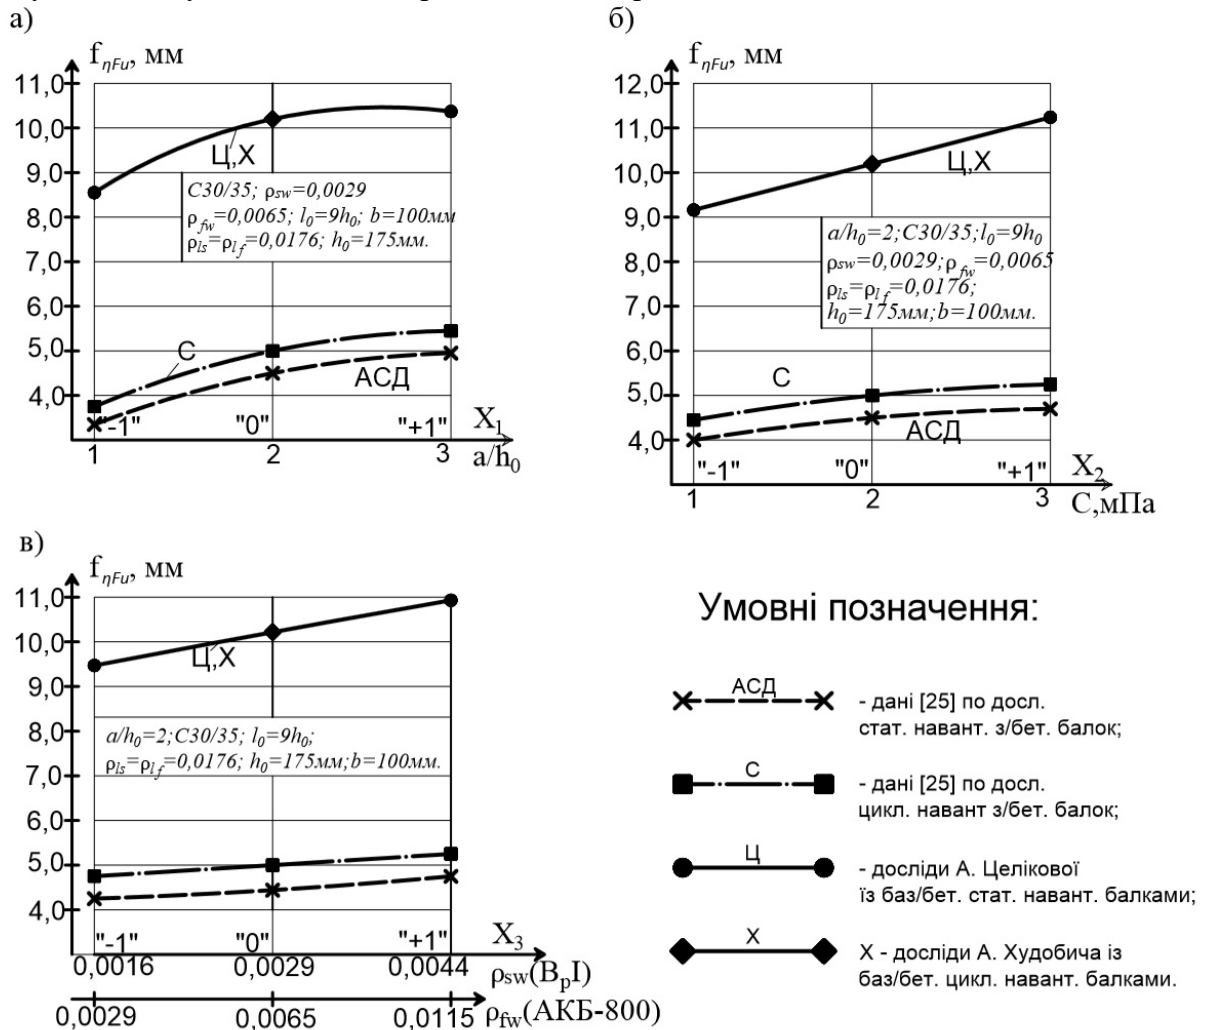 а)
f ηFu, мм
11,0
10,0
9,0
8,0
7,0
6,0
5,0
4,0
Ц,Х
С30/35; ρsw=0,0029
ρfw=0,0065; l0=9h0; b=100мм
ρls=ρlf=0,0176; h0=175мм.
С
АСД
"-1" "0" "+1" X1
1 2 3 a/h0
б)
f ηFu, мм
12,0
11,0
10,0
9,0
8,0
7,0
6,0
5,0
4,0
Ц,Х
a/h0=2;С30/35;l0=9h0
ρsw=0,0029;ρfw=0,0065
ρls=ρlf=0,0176;
h0=175мм;b=100мм.
С
АСД
"-1" "0" "+1" X2
1 2 3 С,мПа
в)
f ηFu, мм
11,0
10,0
9,0
8,0
7,0
6,0
5,0
4,0
Ц,Х
a/h0=2;С30/35; l0=9h0;
ρls=ρlf=0,0176; h0=175мм;b=100мм.
"-1" "0" "+1" X3
0,0016 0,0029 0,0044 ρsw(BpI)
0,0029 0,0065 0,0115 ρfw(АКБ-800)
Умовні позначення:
АСД - дані [25] по досл.
стат. навант. з/бет. балок;
С - дані [25] по досл.
цикл. навант з/бет. балок;
Ц - досліди А. Целікової
їз баз/бет. стат. навант. балками;
Х Х - досліди А. Худобича із
баз/бет. цикл. навант. балками.